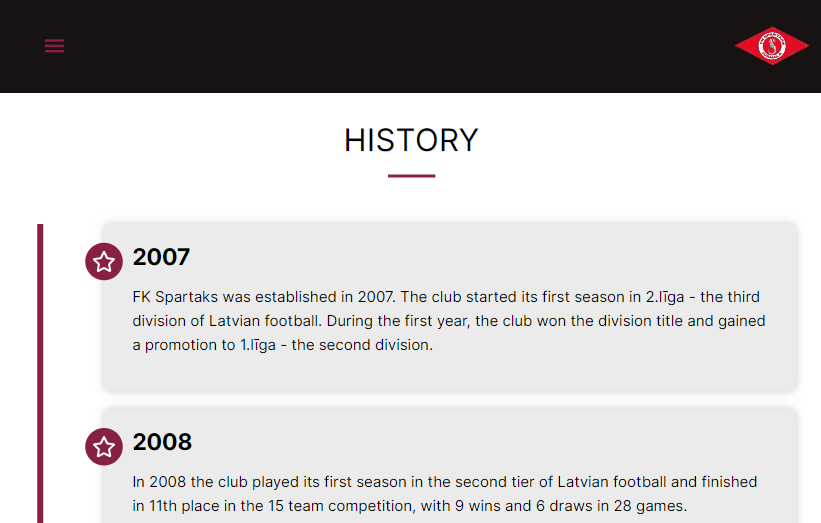 HISTORY
2007
FK Spartaks was established in 2007. The club started its first season in 2.līga - the third
division of Latvian football. During the first year, the club won the division title and gained
a promotion to 1.līga - the second division.
2008
In 2008 the club played its first season in the second tier of Latvian football and finished
in 11th place in the 15 team competition, with 9 wins and 6 draws in 28 games.